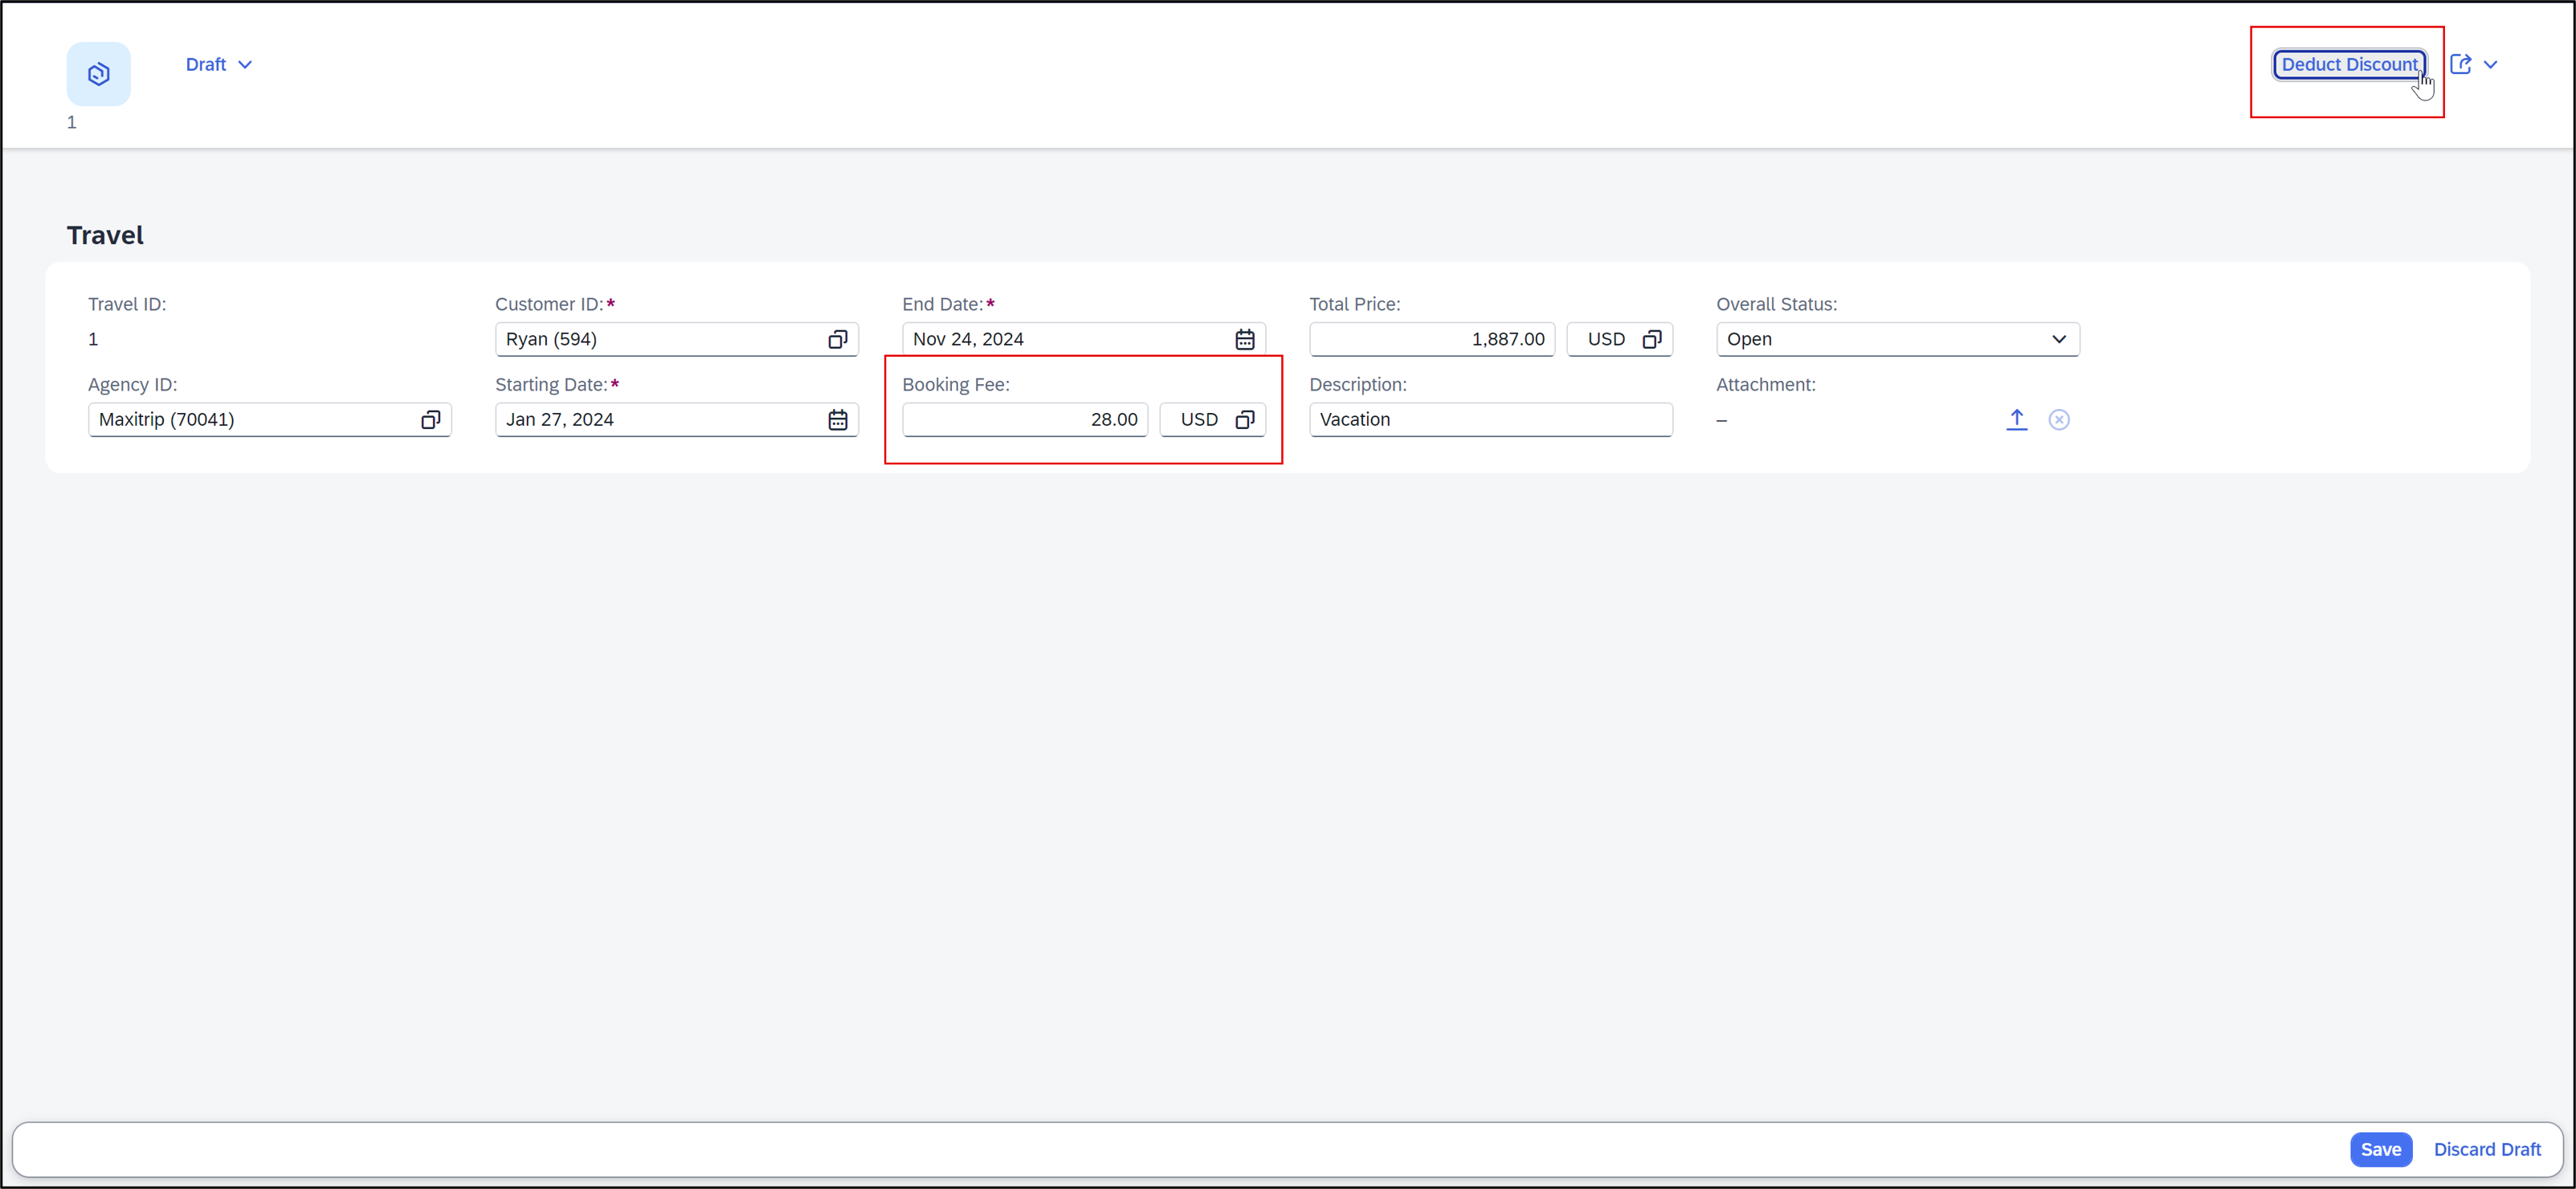 Draft
Deduct Discount
1
Travel
Travel ID:
1
Customer ID:*
Ryan (594)
End Date:*
Nov 24, 2024
Total Price:
1,887.00 USD
Overall Status:
Open
Agency ID:
Maxitrip (70041)
Starting Date:*
Jan 27, 2024
Booking Fee:
28.00 USD
Description:
Vacation
Attachment:
–
Save Discard Draft